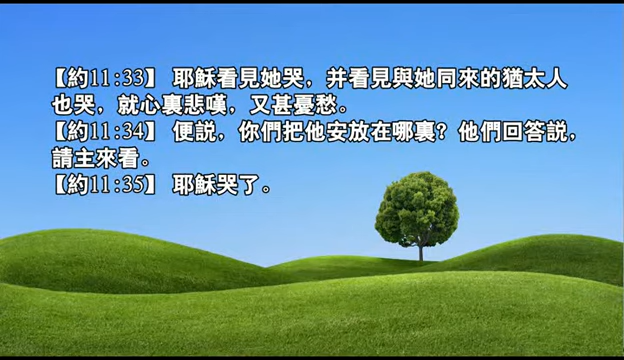 【約11:33】 耶穌看見她哭，并看見與她同來的猶太人
也哭，就心裏悲嘆，又甚憂愁。
【約11:34】 便説，你們把他安放在哪裏？他們回答説，
請主來看。
【約11:35】 耶穌哭了。